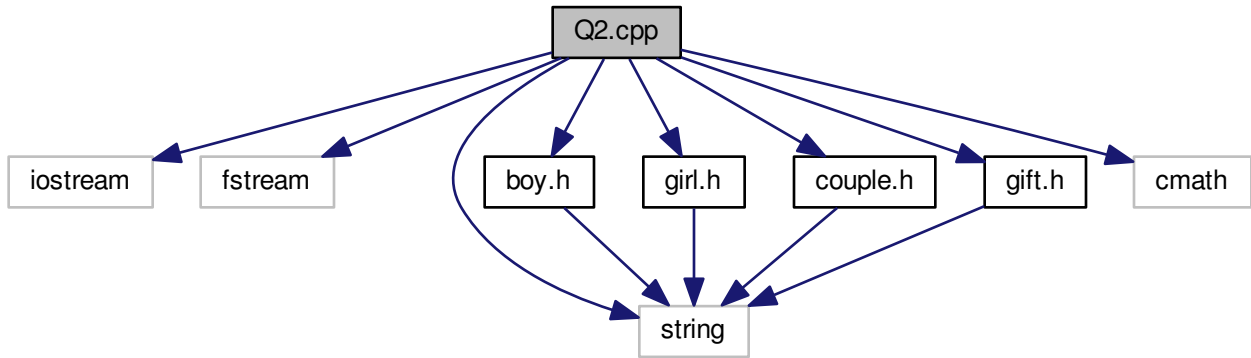 Q2.cpp
iostream
fstream
boy.h
girl.h
couple.h
gift.h
cmath
string